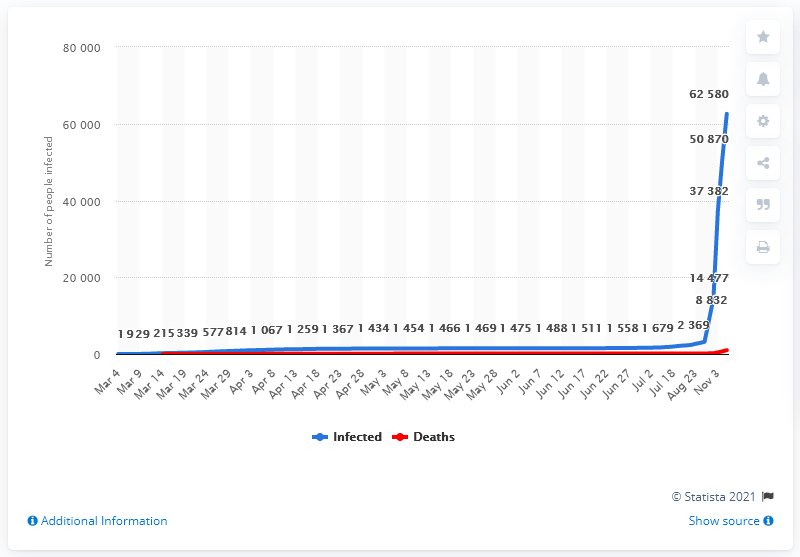 80 000
60 000
40 000
20 000
0
Number of people infected
62 580
50 870
37 382
14 477
8 832
1 9 29 215 339 577 814 1 067 1 259 1 367 1 434 1 454 1 466 1 469 1 475 1 488 1 511 1 558 1 679 2 369
Mar 4 Mar 9 Mar 14 Mar 19 Mar 24 Mar 29 Apr 3 Apr 8 Apr 13 Apr 18 Apr 23 Apr 28 May 3 May 8 May 13 May 18 May 23 May 28 Jun 2 Jun 7 Jun 12 Jun 17 Jun 22 Jun 27 Jul 2 Jul 18 Aug 23 Nov 3
Infected Deaths
© Statista 2021
Additional Information Show source